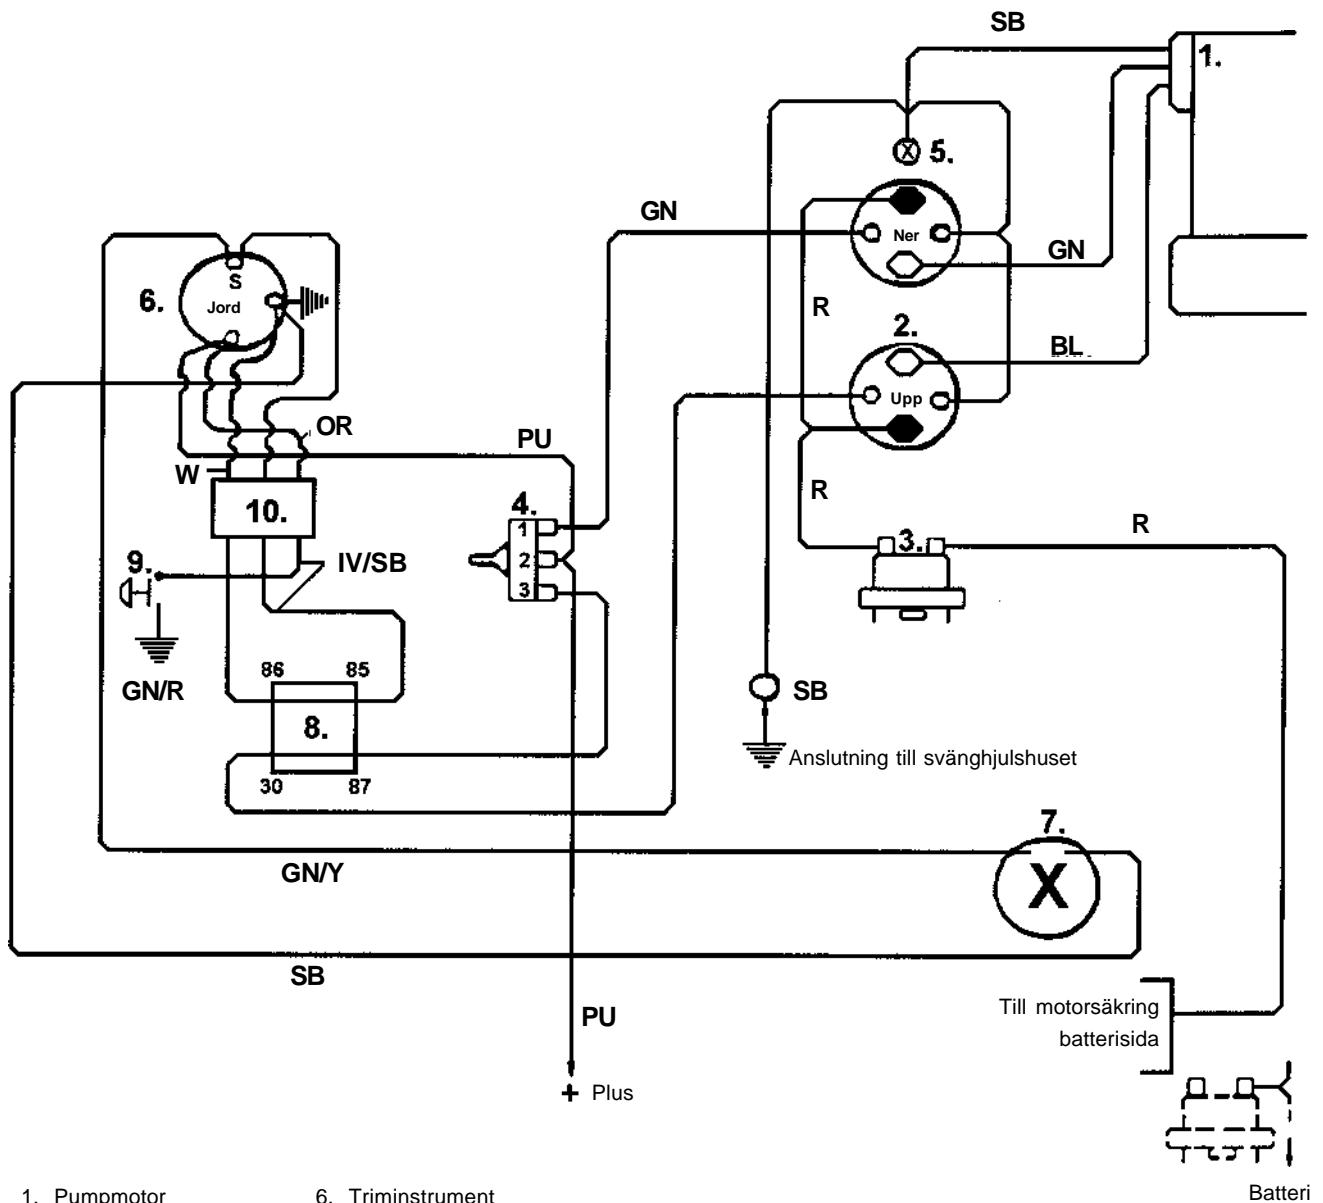 SB
1.
5.
GN
Ner
GN
S
6.
Jord
R
2.
BL
Upp
OR
PU
W
R
4.
10.
1
R
3.
2
9.
IV/SB
3
86 85
GN/R
SB
8.
Anslutning till svänghjulshuset
30 87
7.
X
GN/Y
SB
Till motorsäkring
batterisida
PU
+ Plus
Batteri
1. Pumpmotor 6. Triminstrument